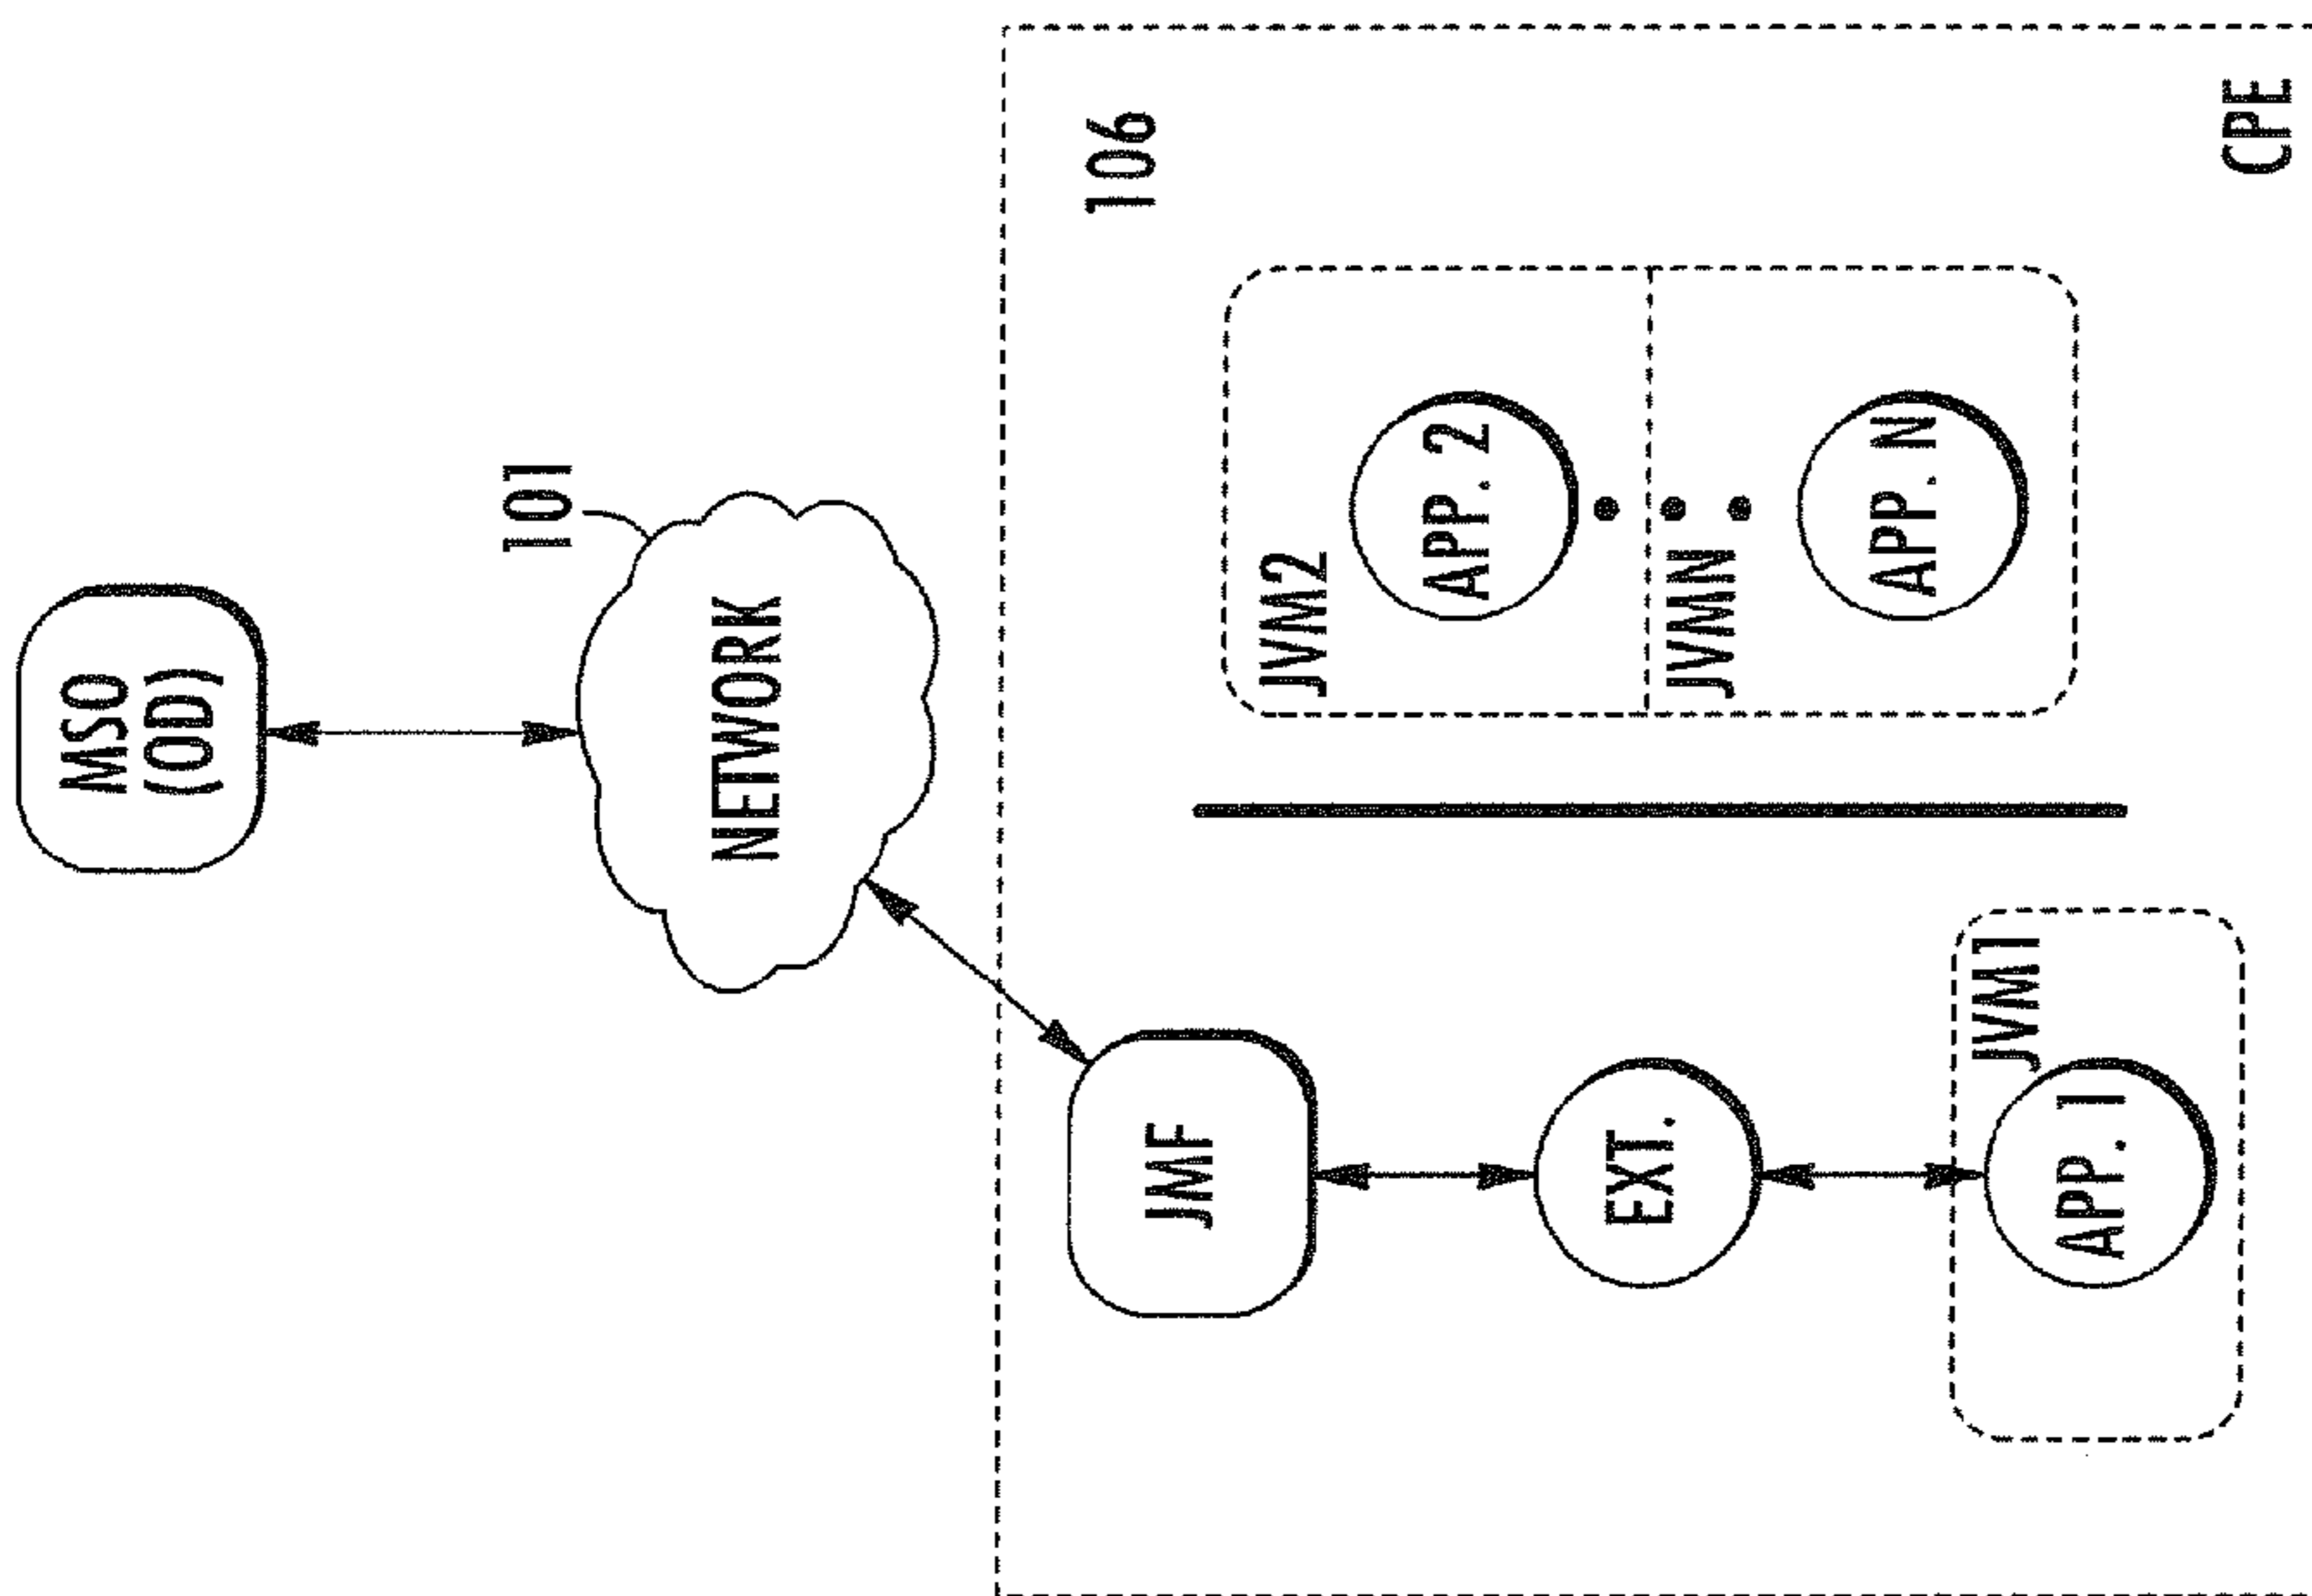 MSO
(OD)
101
NETWORK
106
CPE
JMF
EXT.
JVM1
APP. 1
JVM2
APP. 2
JVMN
APP. N